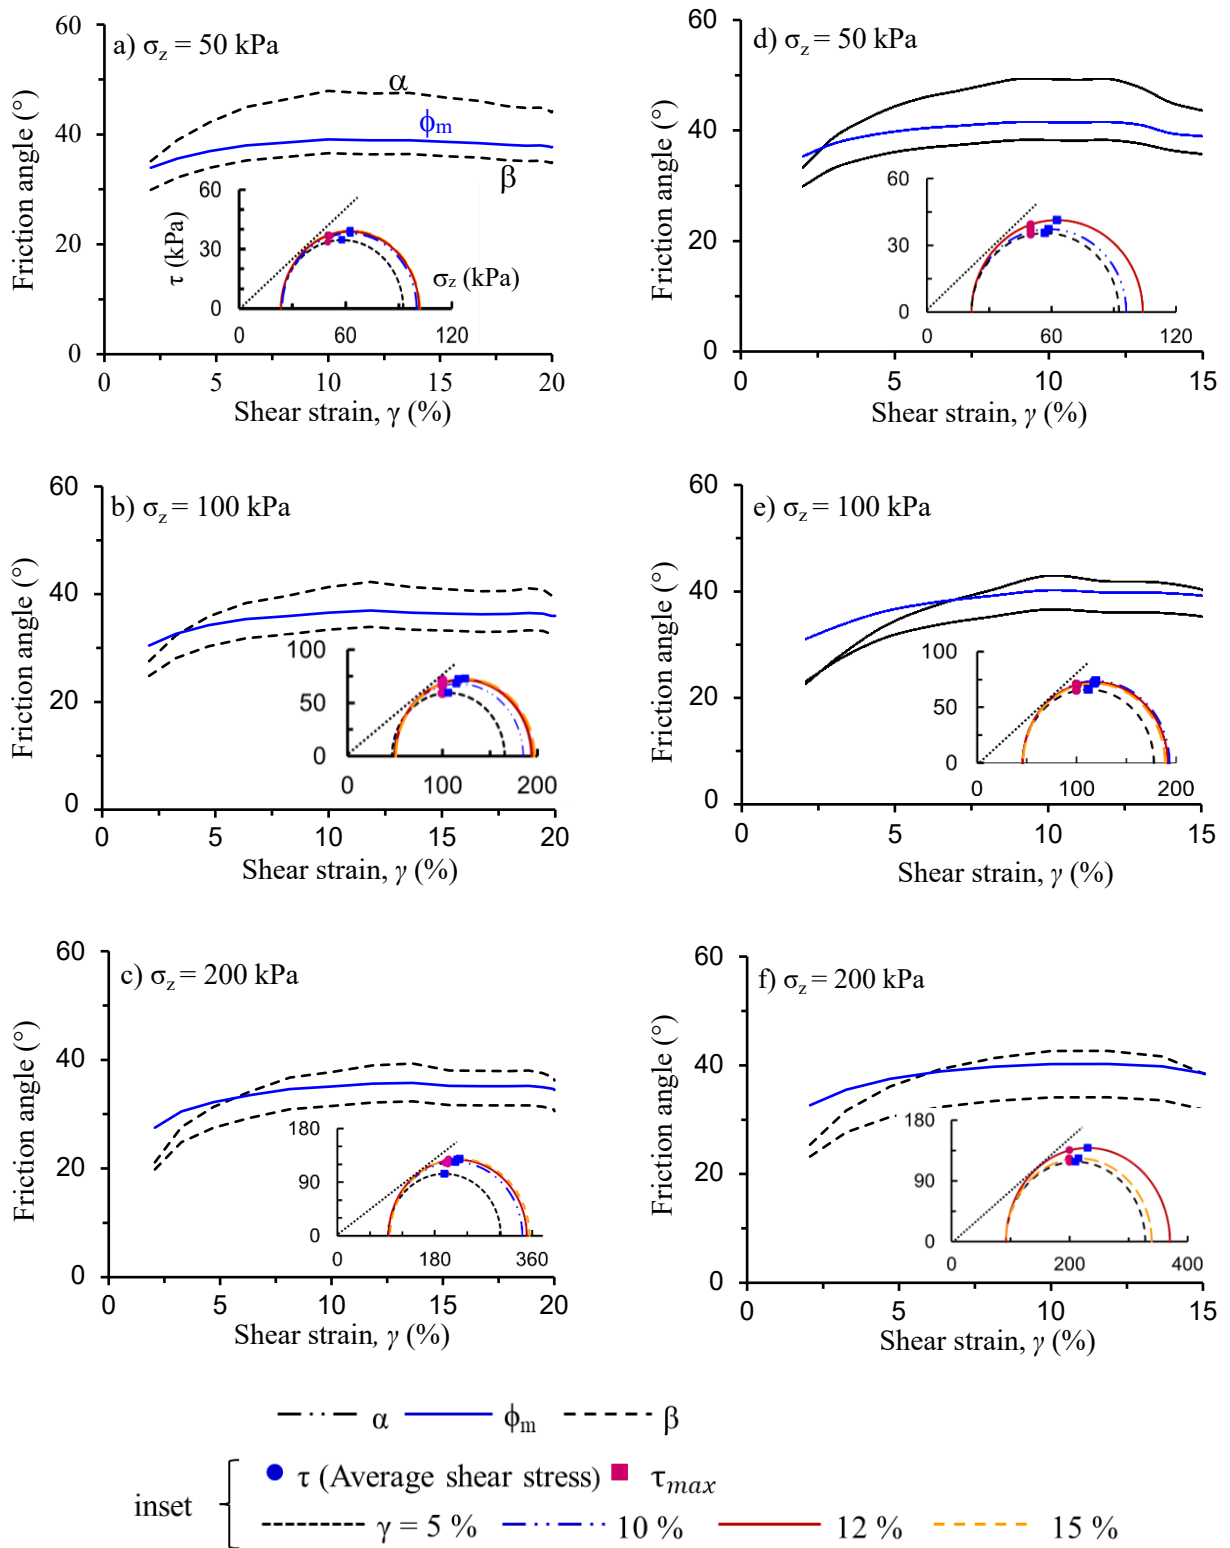 a) σz = 50 kPa
60
40
20
0
Friction angle (°)
α
ϕm
β
60
30
0
τ (kPa)
σz (kPa)
0 60 120
0 5 10 15 20
Shear strain, γ (%)
d) σz = 50 kPa
60
40
20
0
Friction angle (°)
60
30
0
0 60 120
0 5 10 15
Shear strain, γ (%)
b) σz = 100 kPa
60
40
20
0
Friction angle (°)
100
50
0
0 100 200
0 5 10 15 20
Shear strain, γ (%)
e) σz = 100 kPa
60
40
20
0
Friction angle (°)
100
50
0
0 100 200
0 5 10 15
Shear strain, γ (%)
c) σz = 200 kPa
60
40
20
0
Friction angle (°)
180
90
0
0 180 360
0 5 10 15 20
Shear strain, γ (%)
f) σz = 200 kPa
60
40
20
0
Friction angle (°)
180
90
0
0 200 400
0 5 10 15
Shear strain, γ (%)
α ϕm β
inset
τ (Average shear stress) τmax
γ = 5 % 10 % 12 % 15 %